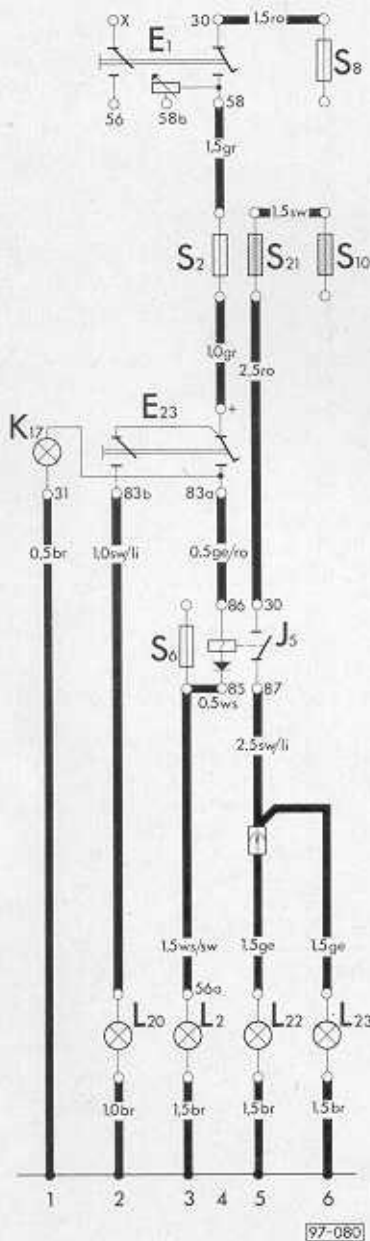 X 30 1,5ro
E1 S8
56 58b 58
1,5gr
1,5sw
S2 S21 S10
1,0gr
2,5ro
E23 +
K17
31 83b 83a
0,5br 1,0sw/li 0,5ge/ro
86 30
S6 J5
85 87
0,5ws
2,5sw/li
1,5ws/sw 1,5ge 1,5ge
56a
L20 L2 L22 L23
1,0br 1,5br 1,5br 1,5br
1 2 3 4 5 6
97-080